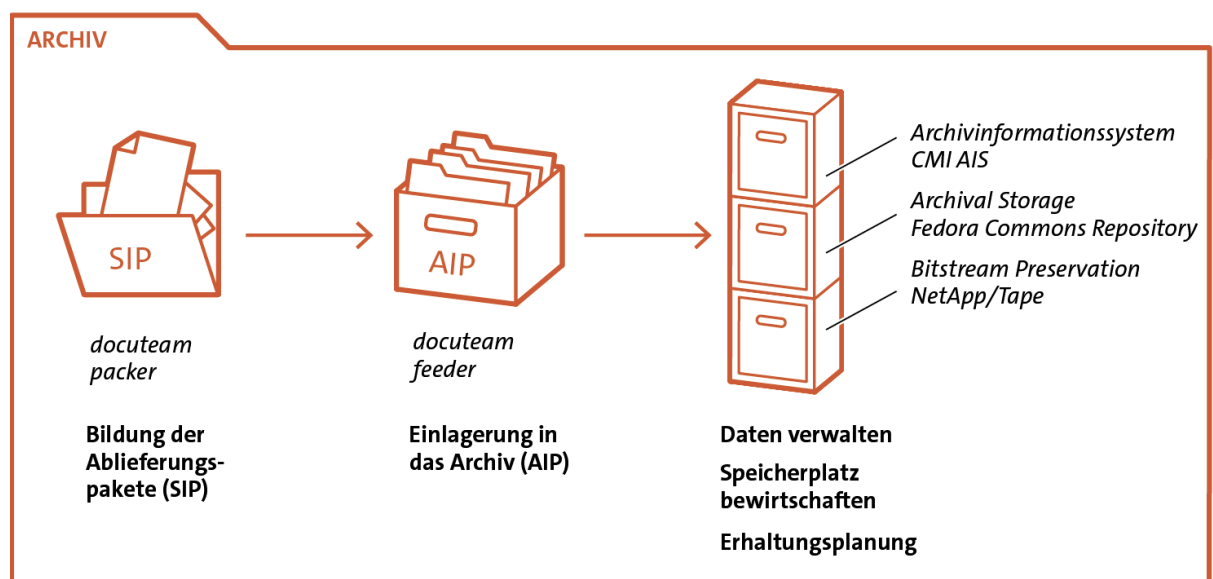 ARCHIV
SIP
docuteam
packer
Bildung der
Ablieferungs-
pakete (SIP)
AIP
docuteam
feeder
Einlagerung in
das Archiv (AIP)
Archivinformationssystem
CMI AIS
Archival Storage
Fedora Commons Repository
Bitstream Preservation
NetApp/Tape
Daten verwalten
Speicherplatz
bewirtschaften
Erhaltungsplanung